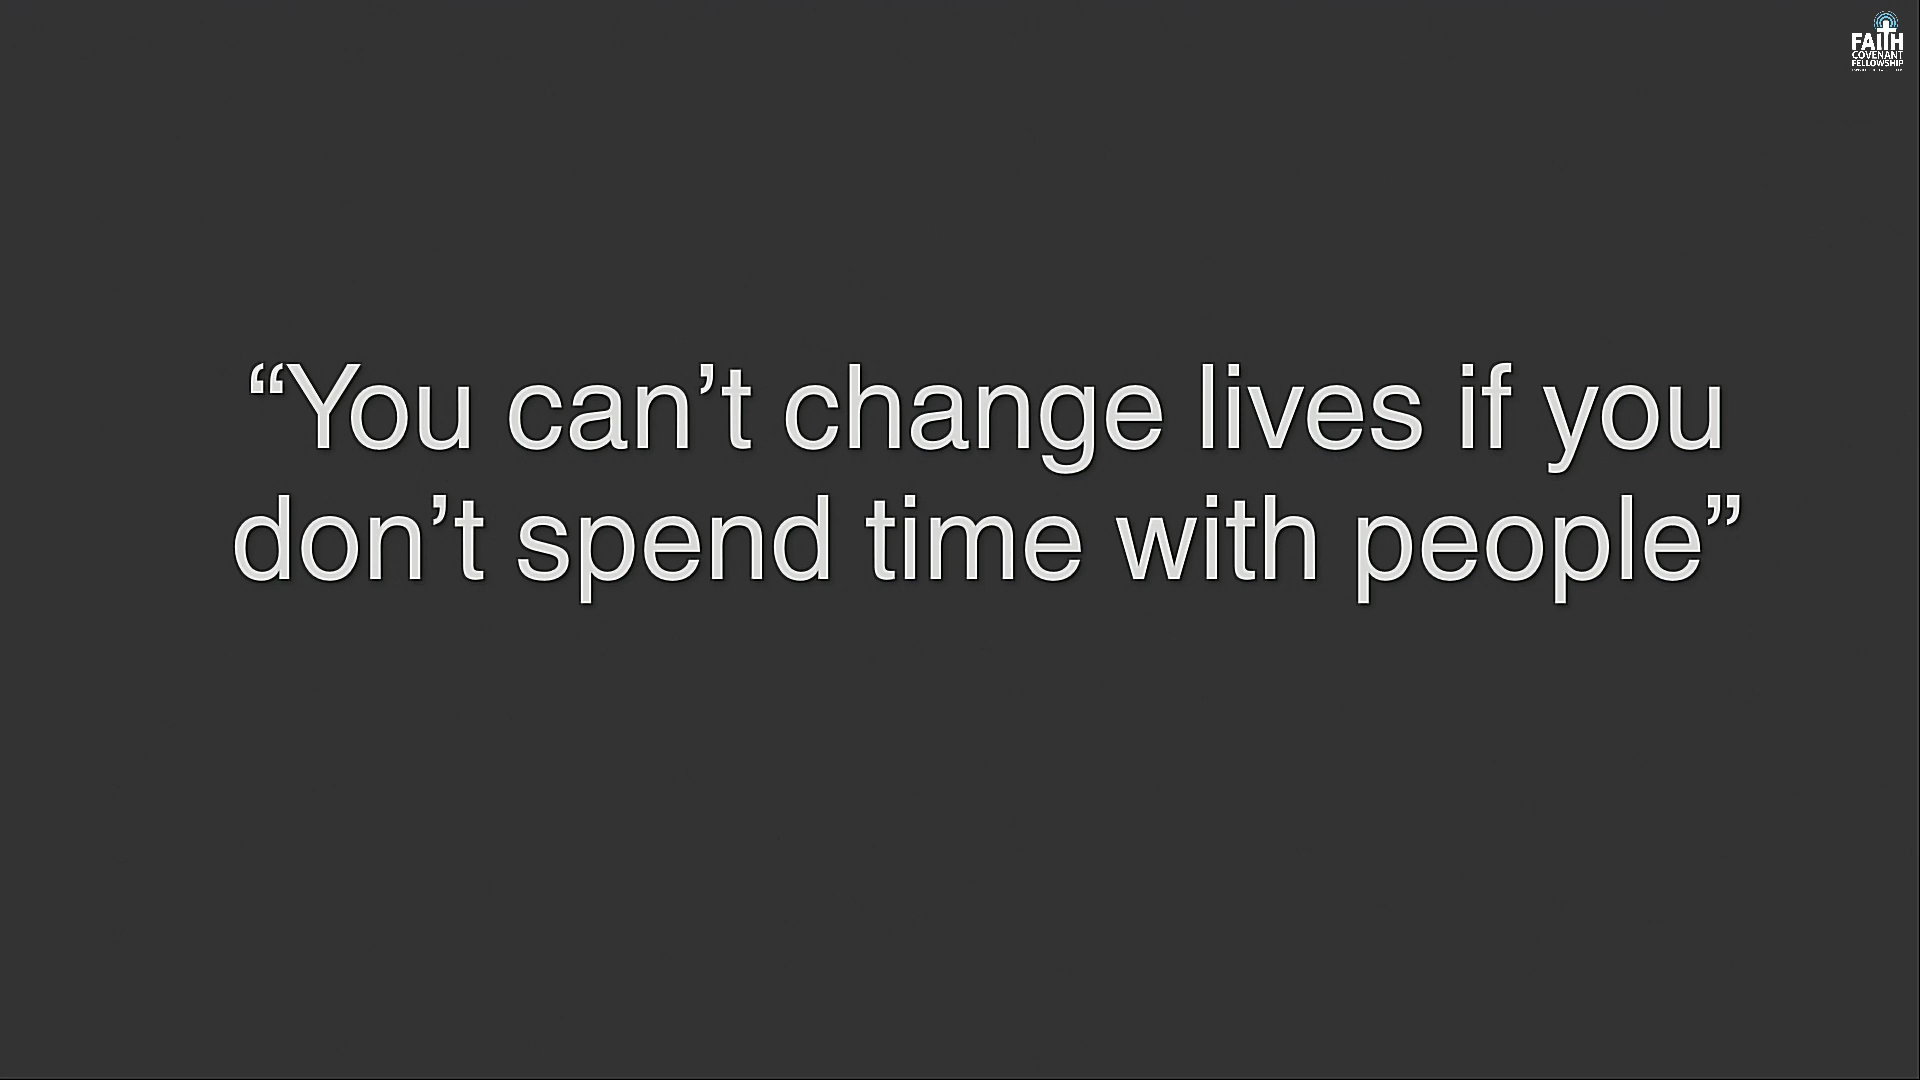 FAITH
COVENANT
FELLOWSHIP
“You can’t change lives if you
don’t spend time with people”